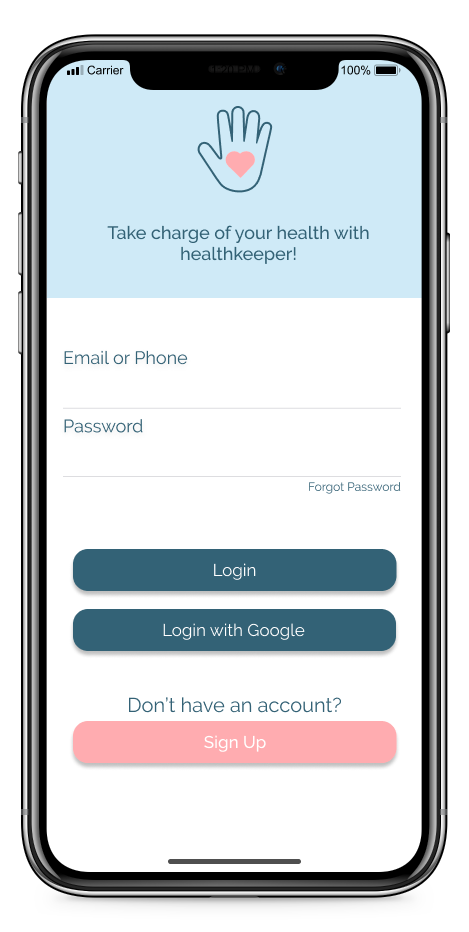 Carrier
100%
Take charge of your health with
healthkeeper!
Email or Phone
Password
Forgot Password
Login
Login with Google
Don't have an account?
Sign Up